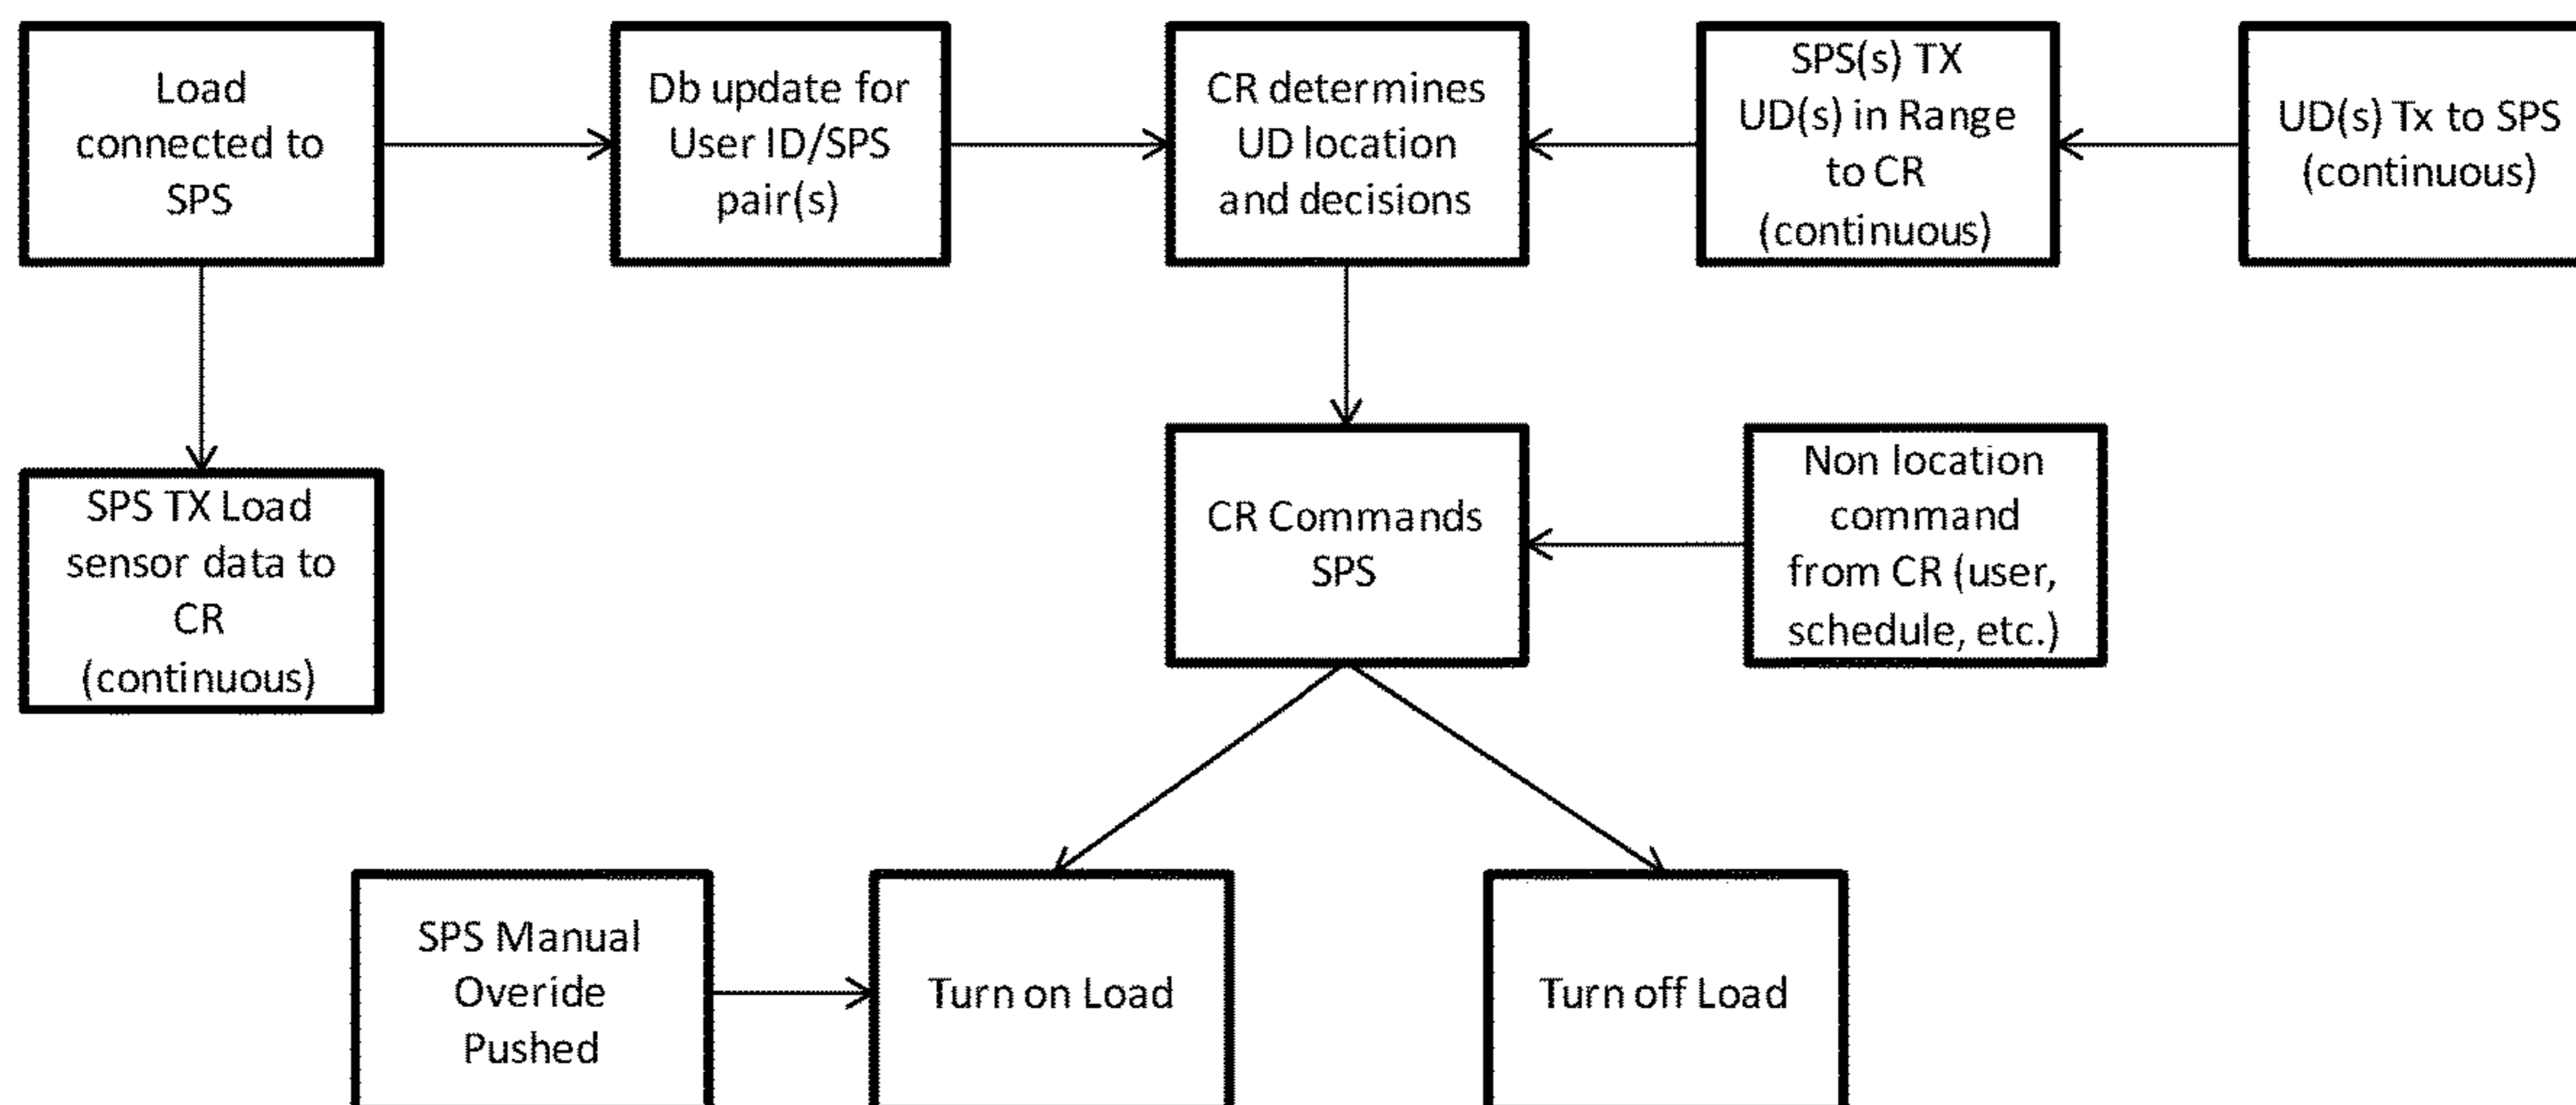 Load
connected to
SPS
Db update for
User ID/SPS
pair(s)
CR determines
UD location
and decisions
SPS(s) TX
UD(s) in Range
to CR
(continuous)
UD(s) Tx to SPS
(continuous)
SPS TX Load
sensor data to
CR
(continuous)
CR Commands
SPS
Non location
command
from CR (user,
schedule, etc.)
SPS Manual
Overide
Pushed
Turn on Load
Turn off Load